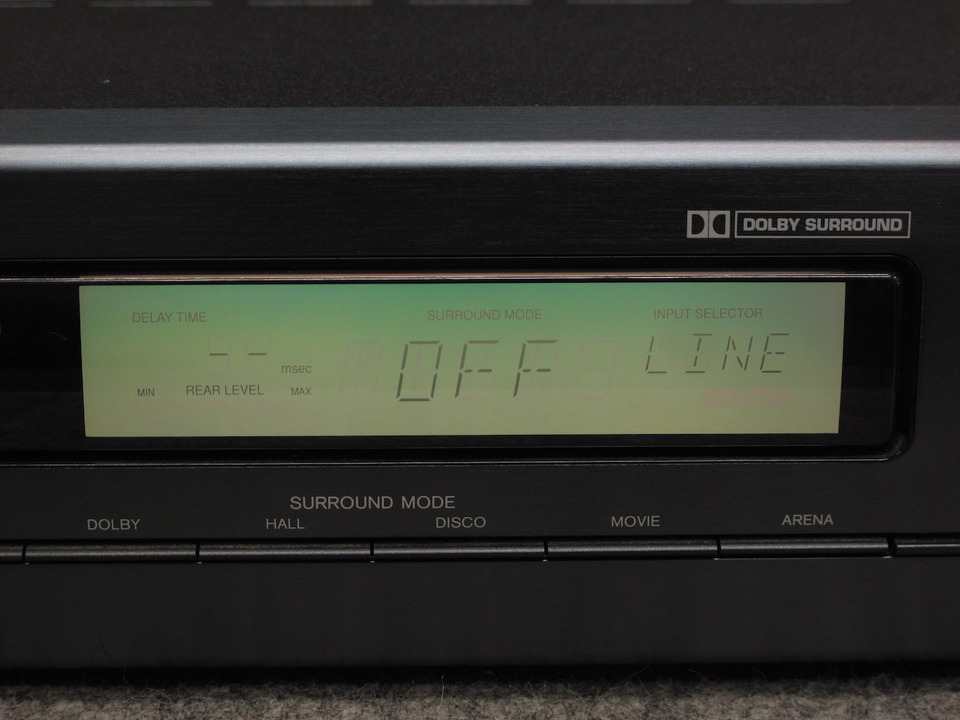 DOLBY SURROUND
DELAY TIME
SURROUND MODE
INPUT SELECTOR
-- msec
OFF
LINE
MIN REAR LEVEL MAX
SURROUND MODE
DOLBY HALL DISCO MOVIE ARENA